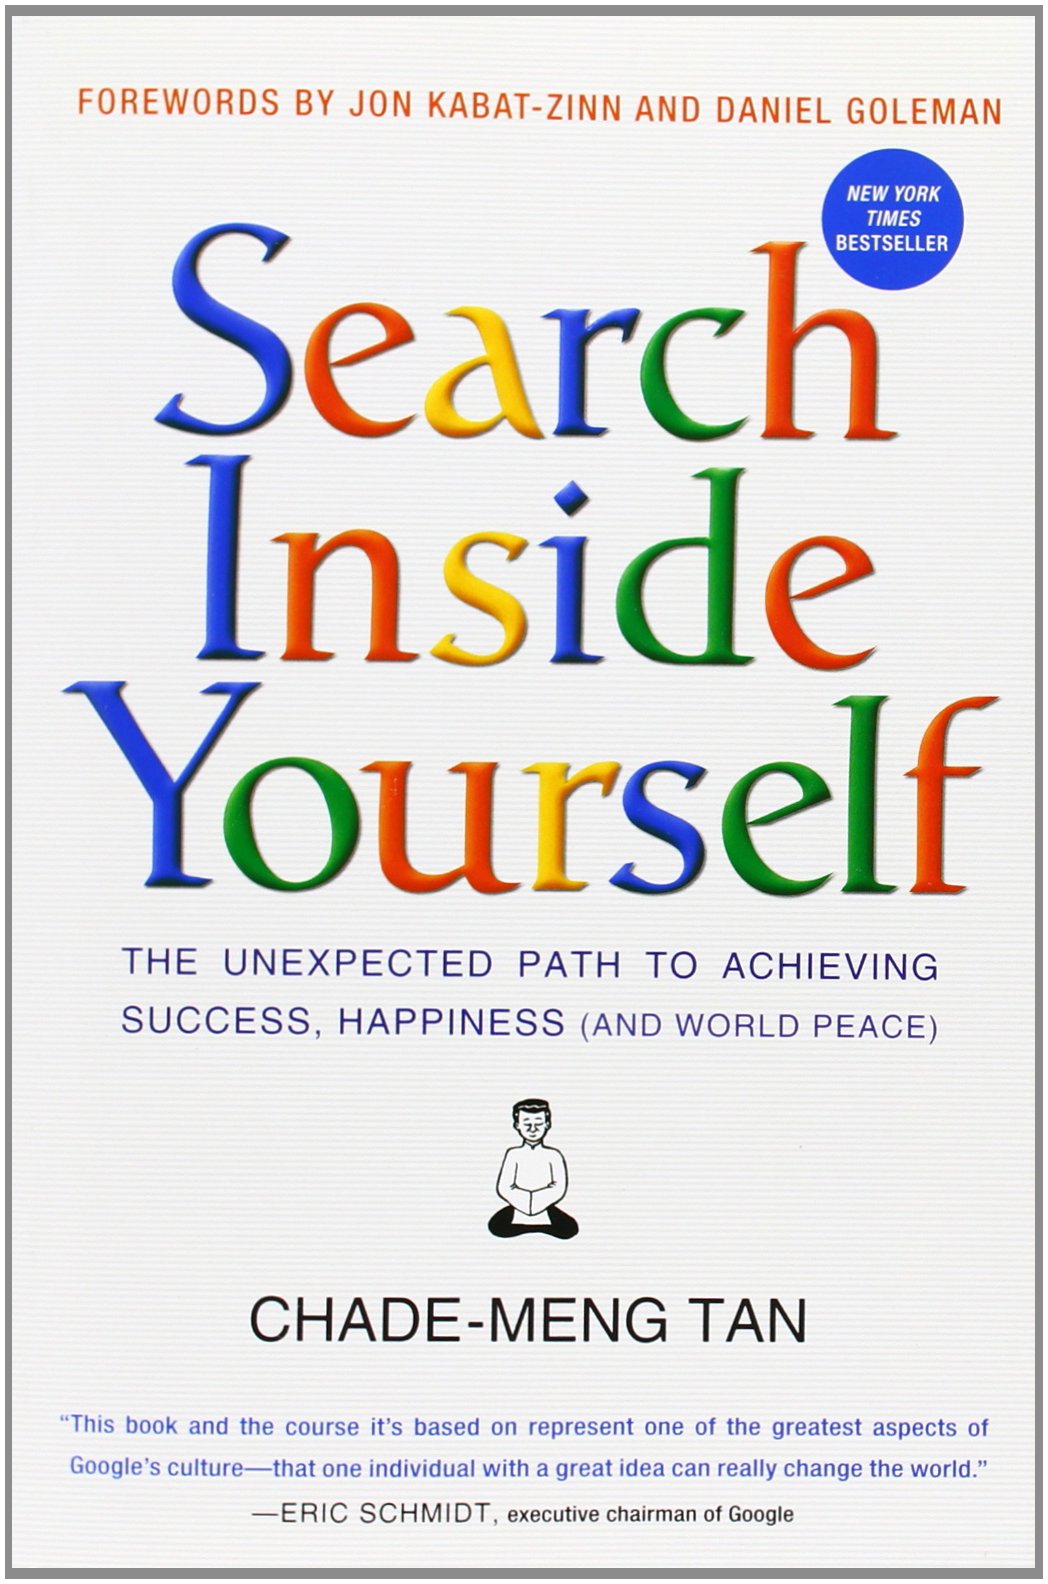 FOREWORDS BY JON KABAT-ZINN AND DANIEL GOLEMAN
NEW YORK
TIMES
BESTSELLER
Search
Inside
Yourself
THE UNEXPECTED PATH TO ACHIEVING
SUCCESS, HAPPINESS (AND WORLD PEACE)
CHADE-MENG TAN
“This book and the course it’s based on represent one of the greatest aspects of
Google’s culture—that one individual with a great idea can really change the world.”
—ERIC SCHMIDT, executive chairman of Google